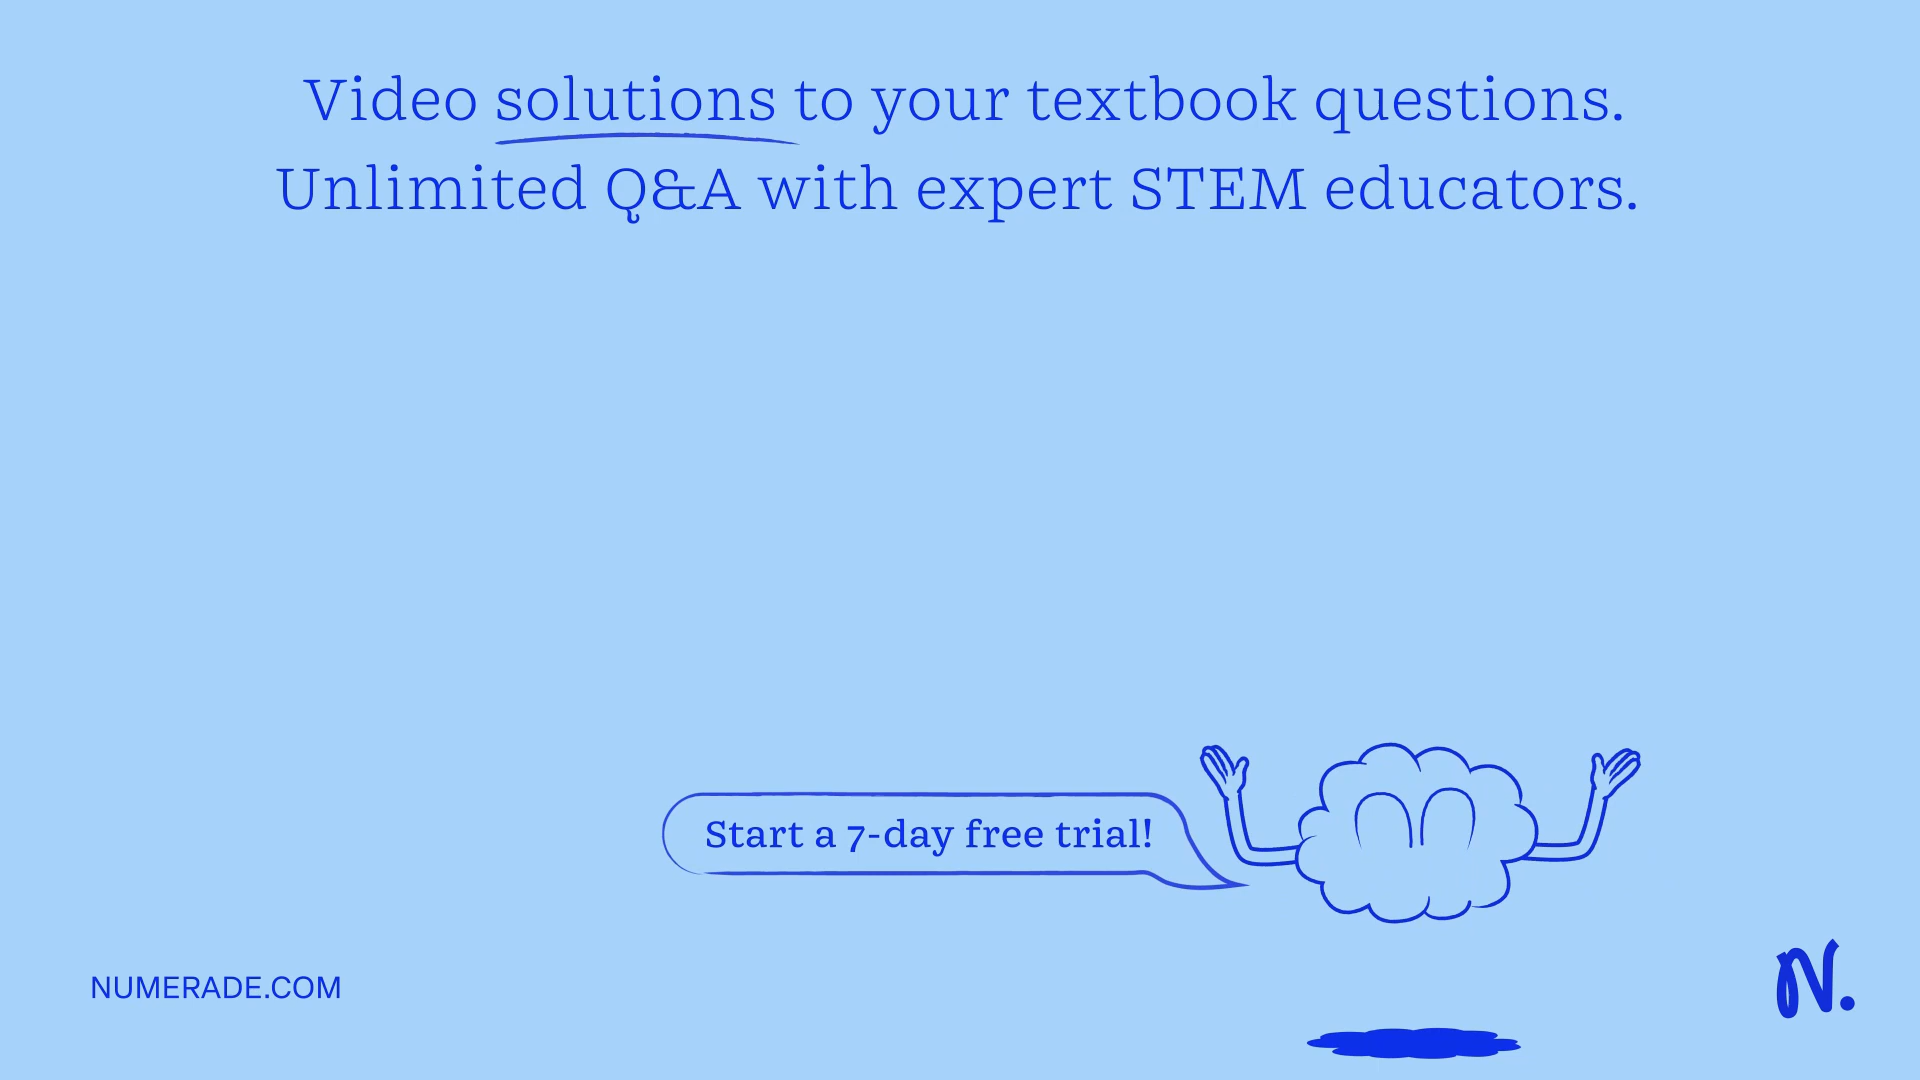 Video solutions to your textbook questions.
Unlimited Q&A with expert STEM educators.
Start a 7-day free trial!
NUMERADE.COM
N.